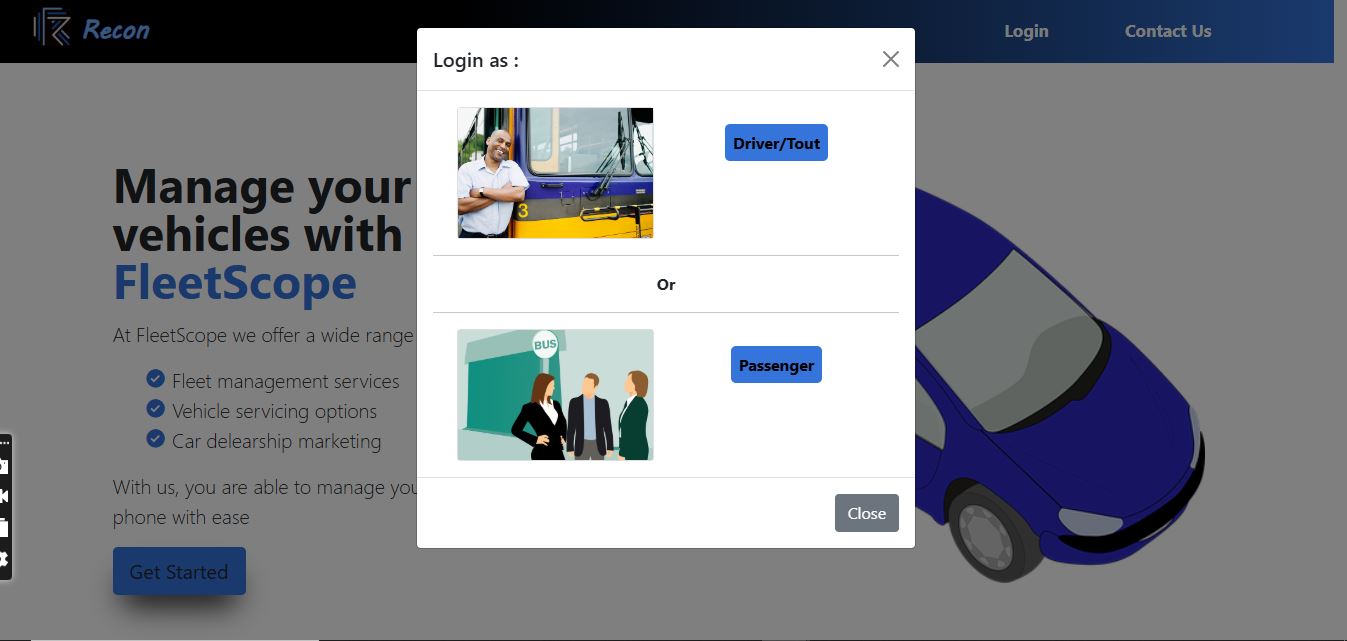 Recon
Login
Contact Us
Login as :
Driver/Tout
3
Or
BUS
Passenger
Close
Manage your
vehicles with
FleetScope
At FleetScope we offer a wide range
Fleet management services
Vehicle servicing options
Car delearship marketing
With us, you are able to manage you
phone with ease
Get Started